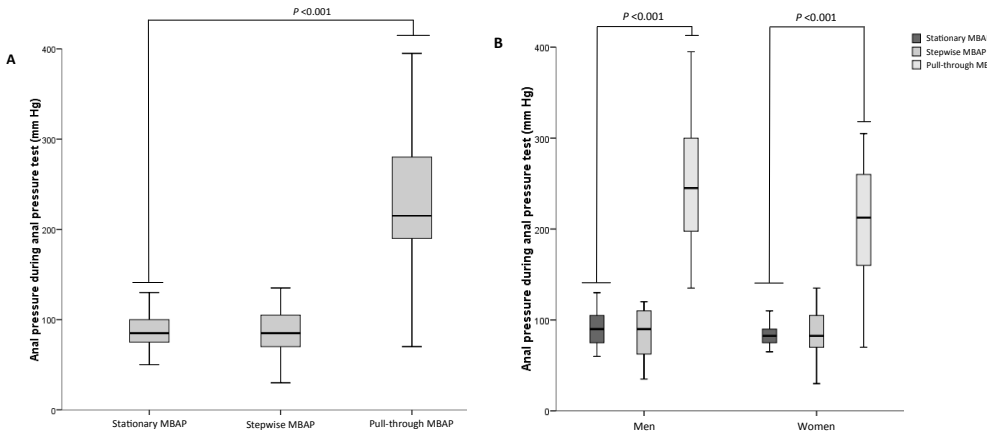 A
P <0.001
Anal pressure during anal pressure test (mm Hg)
400
300
200
100
0
Stationary MBAP
Stepwise MBAP
Pull-through MBAP
B
P <0.001
P <0.001
Stationary MBA
Stepwise MBAP
Pull-through MB
Anal pressure during anal pressure test (mm Hg)
400
300
200
100
0
Men
Women